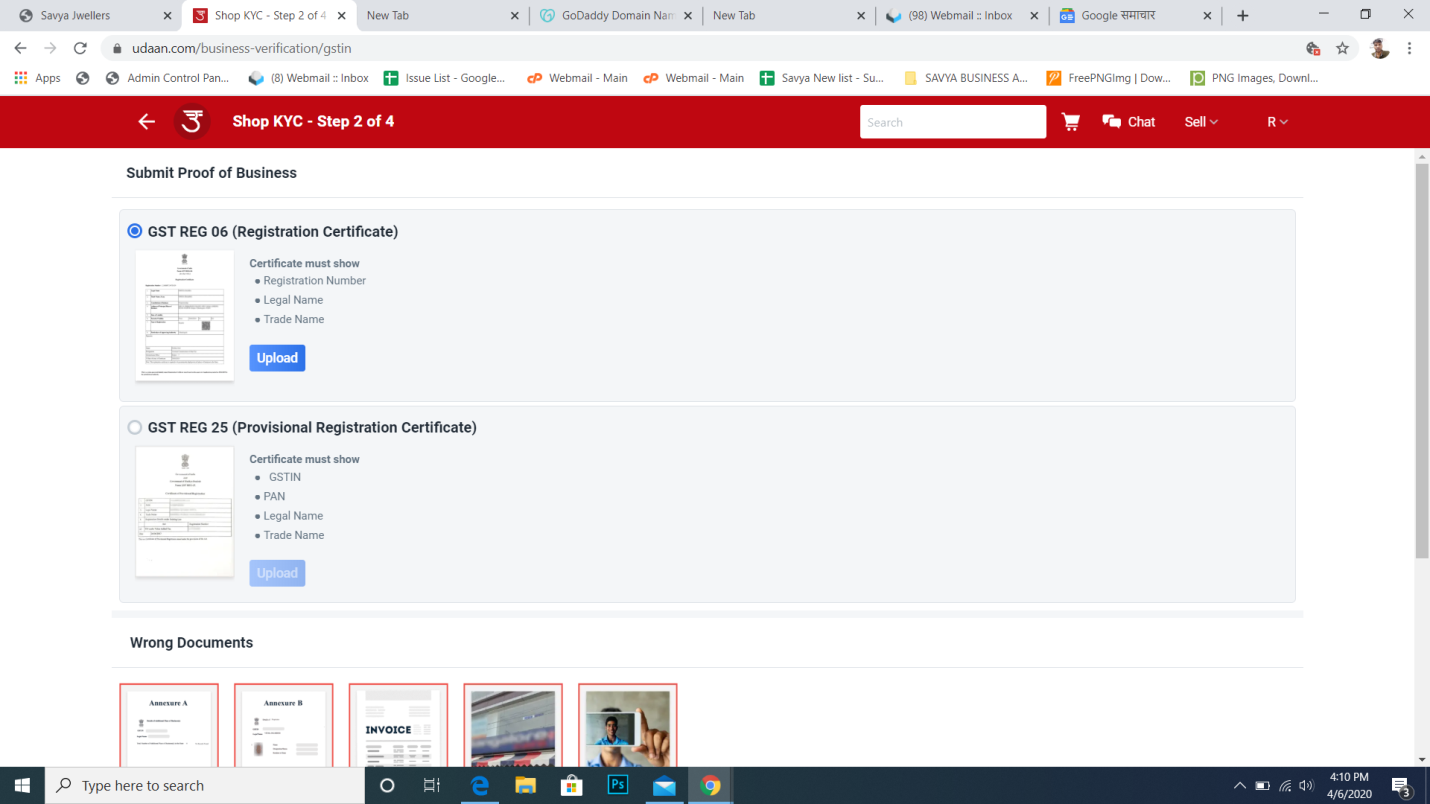 Savya Jwellers
Shop KYC - Step 2 of 4
New Tab
GoDaddy Domain Nam
New Tab
(98) Webmail :: Inbox
Google समाचार
udaan.com/business-verification/gstin
Apps
Admin Control Pan...
(8) Webmail :: Inbox
Issue List - Google...
Webmail - Main
Webmail - Main
Savya New list - Su...
SAVYA BUSINESS A...
FreePNGImg | Dow...
PNG Images, Downl...
उ
Shop KYC - Step 2 of 4
Search
Chat
Sell
R
Submit Proof of Business
GST REG 06 (Registration Certificate)
Certificate must show
● Registration Number
● Legal Name
● Trade Name
Upload
GST REG 25 (Provisional Registration Certificate)
Certificate must show
● GSTIN
● PAN
● Legal Name
● Trade Name
Upload
Wrong Documents
Annexure A
Annexure B
INVOICE
Type here to search
Ps
4:10 PM
4/6/2020
3